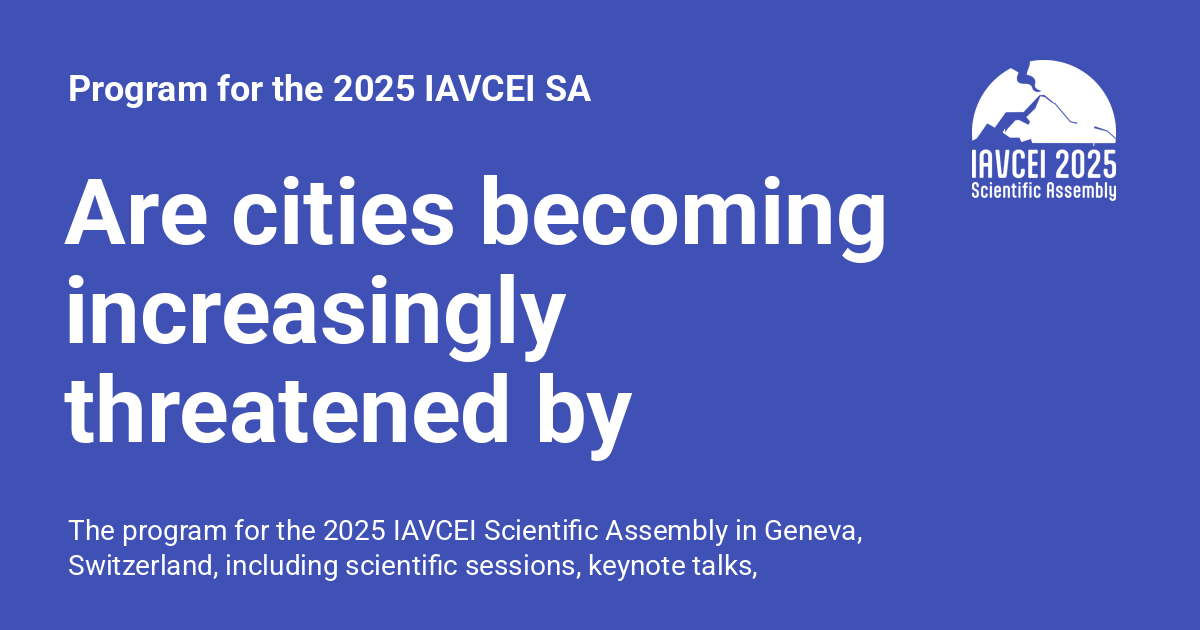 Program for the 2025 IAVCEI SA
IAVCEI 2025
Scientific Assembly
Are cities becoming
increasingly
threatened by
The program for the 2025 IAVCEI Scientific Assembly in Geneva,
Switzerland, including scientific sessions, keynote talks,